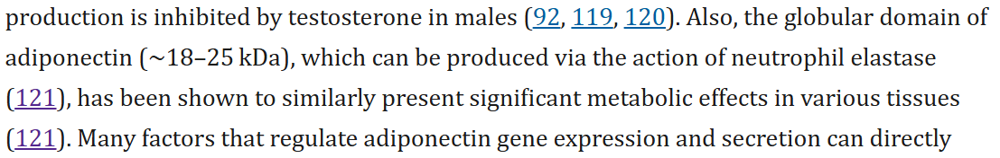 production is inhibited by testosterone in males (92, 119, 120). Also, the globular domain of
adiponectin (~18–25 kDa), which can be produced via the action of neutrophil elastase
(121), has been shown to similarly present significant metabolic effects in various tissues
(121). Many factors that regulate adiponectin gene expression and secretion can directly